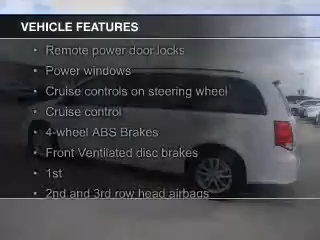 VEHICLE FEATURES
• Remote power door locks
• Power windows
• Cruise controls on steering wheel
• Cruise control
• 4-wheel ABS Brakes
• Front Ventilated disc brakes
• 1st
• 2nd and 3rd row head airbags